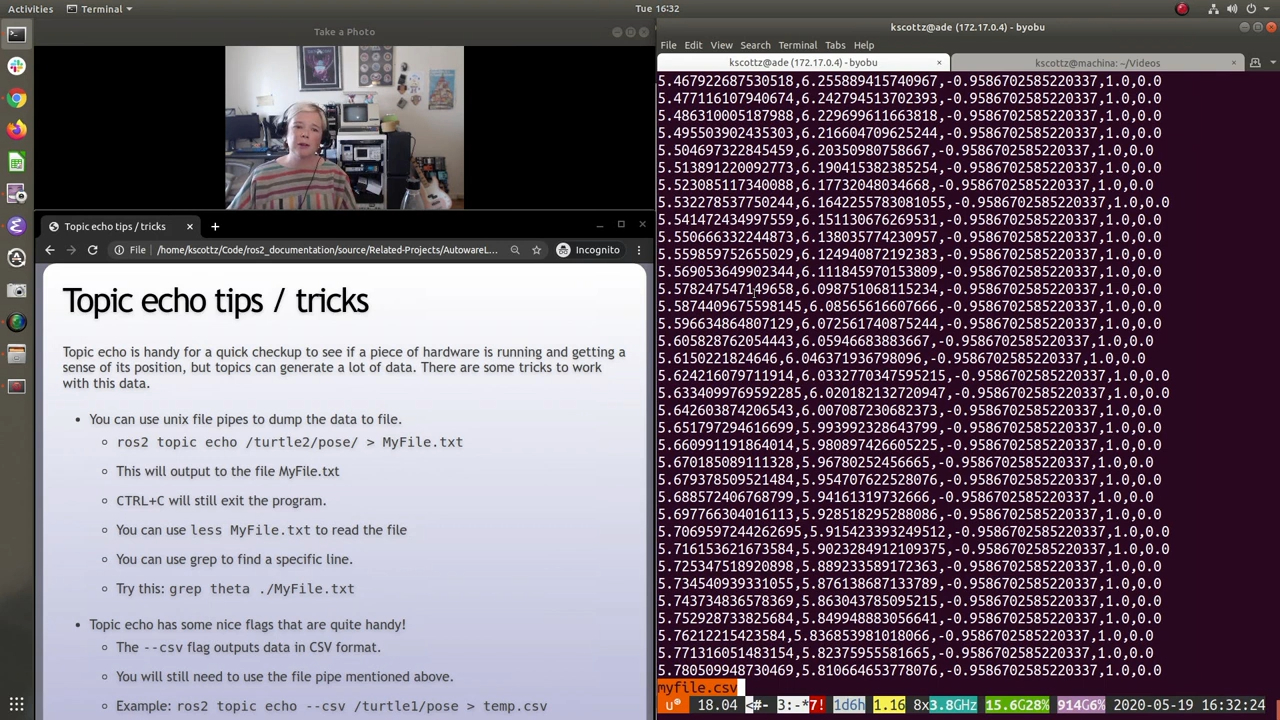 Activities
Terminal
Tue 16:32
Take a Photo
Topic echo tips / tricks
File
/home/kscottz/Code/ros2_documentation/source/Related-Projects/AutowareL...
Incognito
Topic echo tips / tricks
Topic echo is handy for a quick checkup to see if a piece of hardware is running and getting a
sense of its position, but topics can generate a lot of data. There are some tricks to work
with this data.
You can use unix file pipes to dump the data to file.
ros2 topic echo /turtle2/pose/ > MyFile.txt
This will output to the file MyFile.txt
CTRL+C will still exit the program.
You can use less MyFile.txt to read the file
You can use grep to find a specific line.
Try this: grep theta ./MyFile.txt
Topic echo has some nice flags that are quite handy!
The --csv flag outputs data in CSV format.
You will still need to use the file pipe mentioned above.
Example: ros2 topic echo --csv /turtle1/pose > temp.csv
kscottz@ade (172.17.0.4) - byobu
File Edit View Search Terminal Tabs Help
kscottz@ade (172.17.0.4) - byobu
kscottz@machina: ~/Videos
5.467922687530518,6.255889415740967,-0.9586702585220337,1.0,0.0
5.477116107940674,6.242794513702393,-0.9586702585220337,1.0,0.0
5.486310005187988,6.229699611663818,-0.9586702585220337,1.0,0.0
5.495503902435303,6.216604709625244,-0.9586702585220337,1.0,0.0
5.504697322845459,6.20350980758667,-0.9586702585220337,1.0,0.0
5.513891220092773,6.190415382385254,-0.9586702585220337,1.0,0.0
5.523085117340088,6.17732048034668,-0.9586702585220337,1.0,0.0
5.532278537750244,6.1642255783081055,-0.9586702585220337,1.0,0.0
5.541472434997559,6.151130676269531,-0.9586702585220337,1.0,0.0
5.550666332244873,6.138035774230957,-0.9586702585220337,1.0,0.0
5.559859752655029,6.124940872192383,-0.9586702585220337,1.0,0.0
5.569053649902344,6.111845970153809,-0.9586702585220337,1.0,0.0
5.578247547149658,6.098751068115234,-0.9586702585220337,1.0,0.0
5.5874409675598145,6.08565616607666,-0.9586702585220337,1.0,0.0
5.596634864807129,6.072561740875244,-0.9586702585220337,1.0,0.0
5.605828762054443,6.05946683883667,-0.9586702585220337,1.0,0.0
5.61502218246​46,6.046371936798096,-0.9586702585220337,1.0,0.0
5.624216079711914,6.0332770347595215,-0.9586702585220337,1.0,0.0
5.6334099769592285,6.020182132720947,-0.9586702585220337,1.0,0.0
5.642603874206543,6.007087230682373,-0.9586702585220337,1.0,0.0
5.651797294616699,5.993992328643799,-0.9586702585220337,1.0,0.0
5.660991191864014,5.980897426605225,-0.9586702585220337,1.0,0.0
5.670185089111328,5.96780252456665,-0.9586702585220337,1.0,0.0
5.679378509521484,5.954707622528076,-0.9586702585220337,1.0,0.0
5.688572406768799,5.94161319732666,-0.9586702585220337,1.0,0.0
5.697766304016113,5.928518295288086,-0.9586702585220337,1.0,0.0
5.7069597244262695,5.915423393249512,-0.9586702585220337,1.0,0.0
5.716153621673584,5.9023284912109375,-0.9586702585220337,1.0,0.0
5.725347518920898,5.889233589172363,-0.9586702585220337,1.0,0.0
5.734540939331055,5.876138687133789,-0.9586702585220337,1.0,0.0
5.743734836578369,5.863043785095215,-0.9586702585220337,1.0,0.0
5.752928733825684,5.849948883056641,-0.9586702585220337,1.0,0.0
5.76212215423584,5.836853981018066,-0.9586702585220337,1.0,0.0
5.771316051483154,5.82375955581665,-0.9586702585220337,1.0,0.0
5.780509948730469,5.810664653778076,-0.9586702585220337,1.0,0.0
myfile.csv
u® 18.04 <#- 3:-*7! 1d6h 1.16 8x3.8GHz 15.6G28% 914G6% 2020-05-19 16:32:24